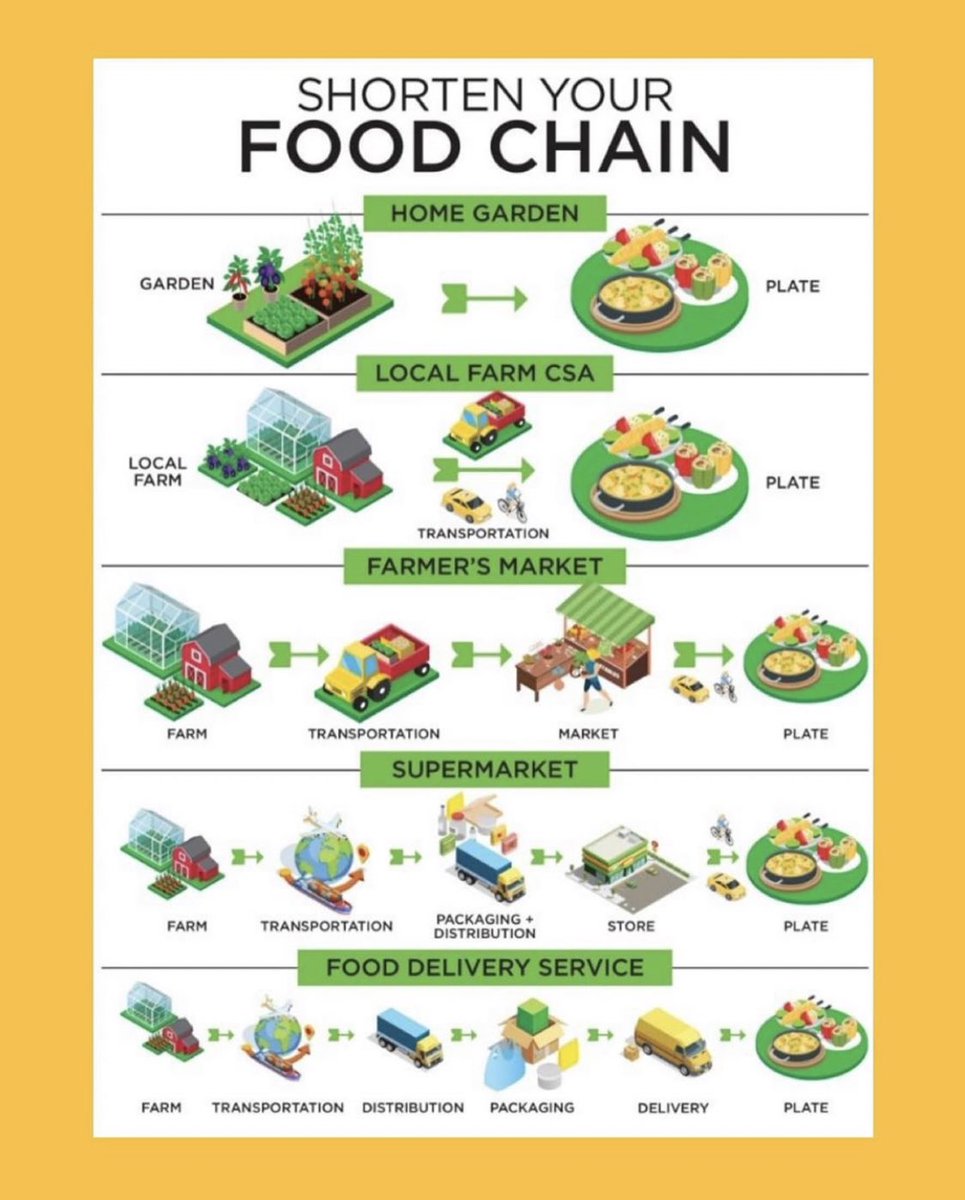 SHORTEN YOUR
FOOD CHAIN
HOME GARDEN
GARDEN
PLATE
LOCAL FARM CSA
LOCAL
FARM
TRANSPORTATION
PLATE
FARMER'S MARKET
FARM
TRANSPORTATION
MARKET
PLATE
SUPERMARKET
FARM
TRANSPORTATION
PACKAGING +
DISTRIBUTION
STORE
PLATE
FOOD DELIVERY SERVICE
FARM
TRANSPORTATION
DISTRIBUTION
PACKAGING
DELIVERY
PLATE